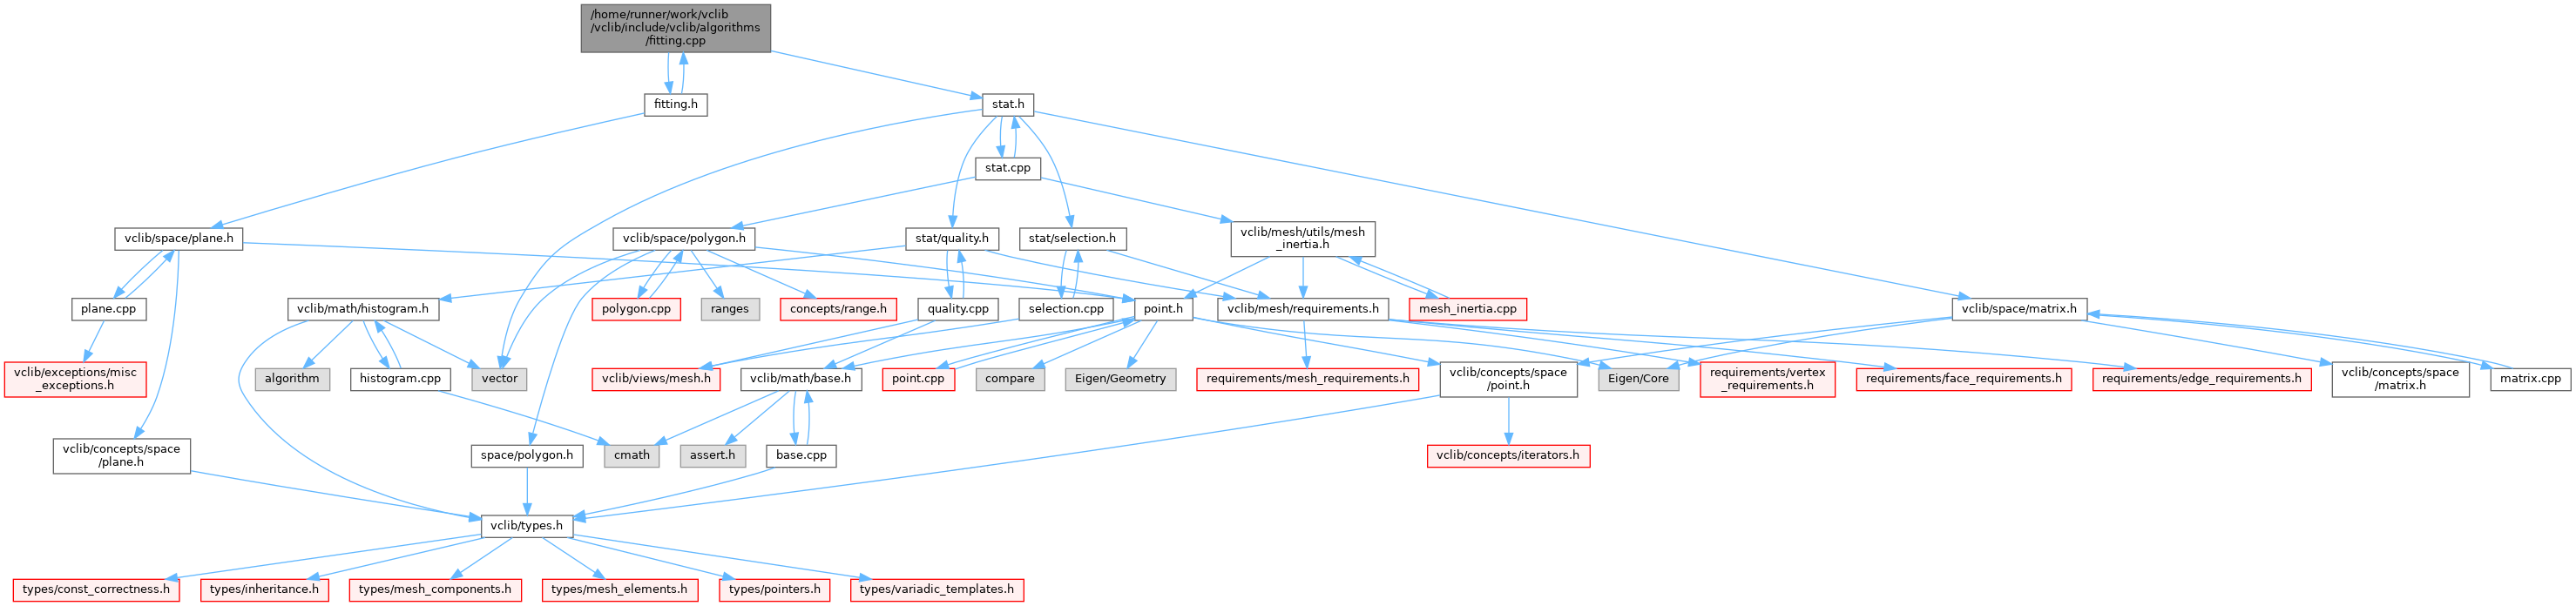 /home/runner/work/vclib
/vclib/include/vclib/algorithms
/fitting.cpp
fitting.h
stat.h
stat.cpp
vclib/space/plane.h
vclib/space/polygon.h
stat/quality.h
stat/selection.h
vclib/mesh/utils/mesh
_inertia.h
plane.cpp
vclib/math/histogram.h
polygon.cpp
ranges
concepts/range.h
quality.cpp
selection.cpp
point.h
vclib/mesh/requirements.h
mesh_inertia.cpp
vclib/space/matrix.h
vclib/exceptions/misc
_exceptions.h
algorithm
histogram.cpp
vector
vclib/views/mesh.h
vclib/math/base.h
point.cpp
compare
Eigen/Geometry
requirements/mesh_requirements.h
vclib/concepts/space
/point.h
Eigen/Core
requirements/vertex
_requirements.h
requirements/face_requirements.h
requirements/edge_requirements.h
vclib/concepts/space
/matrix.h
matrix.cpp
vclib/concepts/space
/plane.h
space/polygon.h
cmath
assert.h
base.cpp
vclib/concepts/iterators.h
vclib/types.h
types/const_correctness.h
types/inheritance.h
types/mesh_components.h
types/mesh_elements.h
types/pointers.h
types/variadic_templates.h